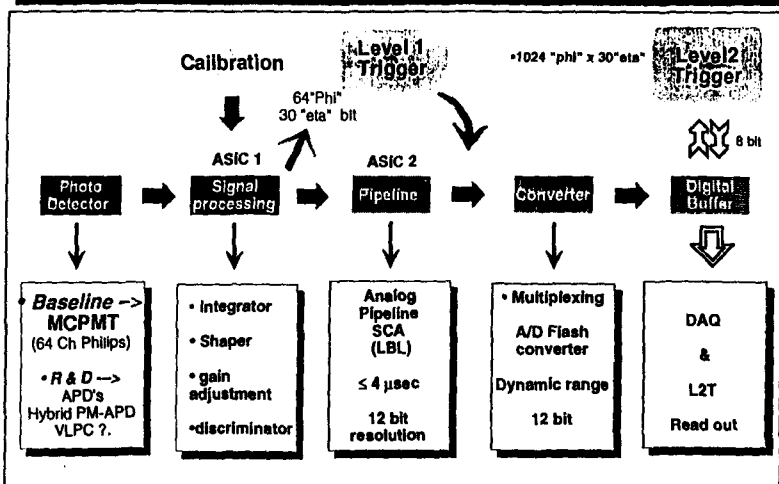 Calibration
Level 1
Trigger
•1024 "phi" x 30"eta"
Level2
Trigger
64"Phi"
30 "eta" bit
8 bit
ASIC 1
ASIC 2
Photo
Detector
Signal
processing
Pipeline
Converter
Digital
Buffer
• Baseline –>
MCPMT
(64 Ch Philips)
• R & D —>
APD's
Hybrid PM-APD
VLPC ?.
• Integrator
• Shaper
• gain
adjustment
•discriminator
Analog
Pipeline
SCA
(LBL)
≤ 4 µsec
12 bit
resolution
• Multiplexing
A/D Flash
converter
Dynamic range
12 bit
DAQ
&
L2T
Read out